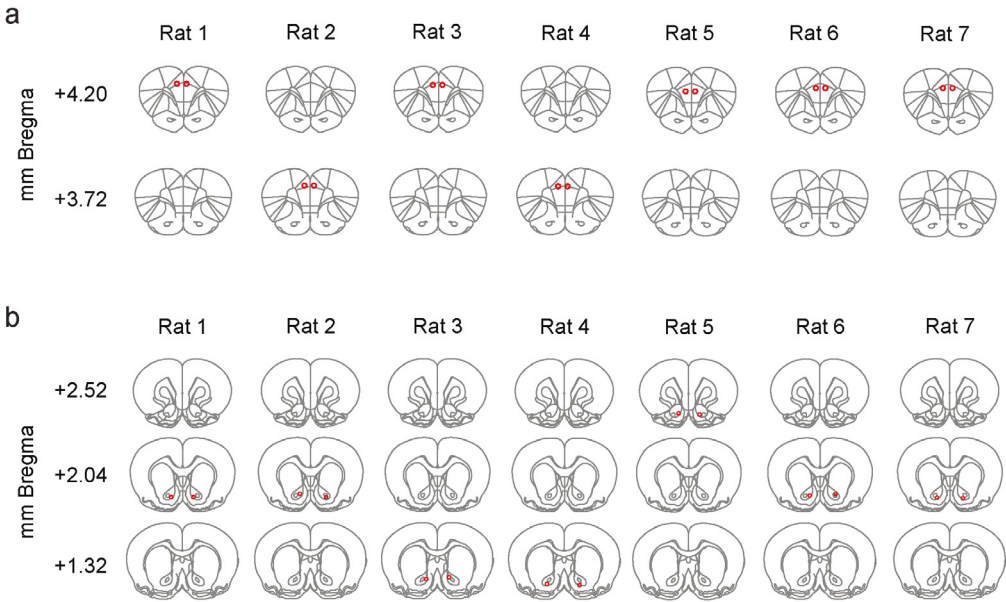 a
Rat 1 Rat 2 Rat 3 Rat 4 Rat 5 Rat 6 Rat 7
mm Bregma
+4.20
+3.72
b
Rat 1 Rat 2 Rat 3 Rat 4 Rat 5 Rat 6 Rat 7
mm Bregma
+2.52
+2.04
+1.32